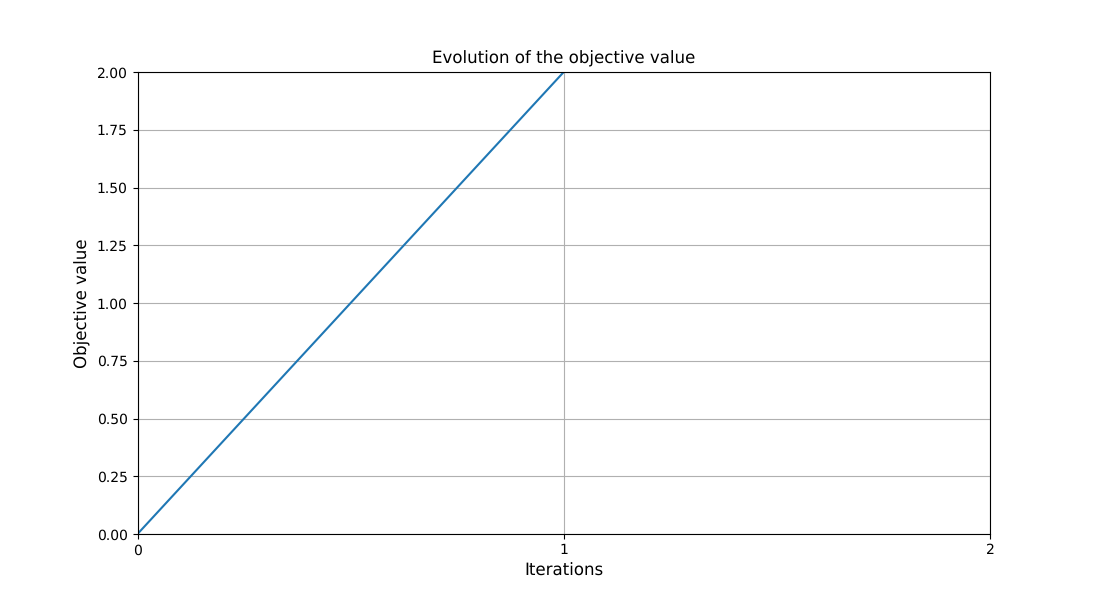 Evolution of the objective value
2.00
1.75
1.50
1.25
1.00
0.75
0.50
0.25
0.00
Objective value
0 1 2
Iterations